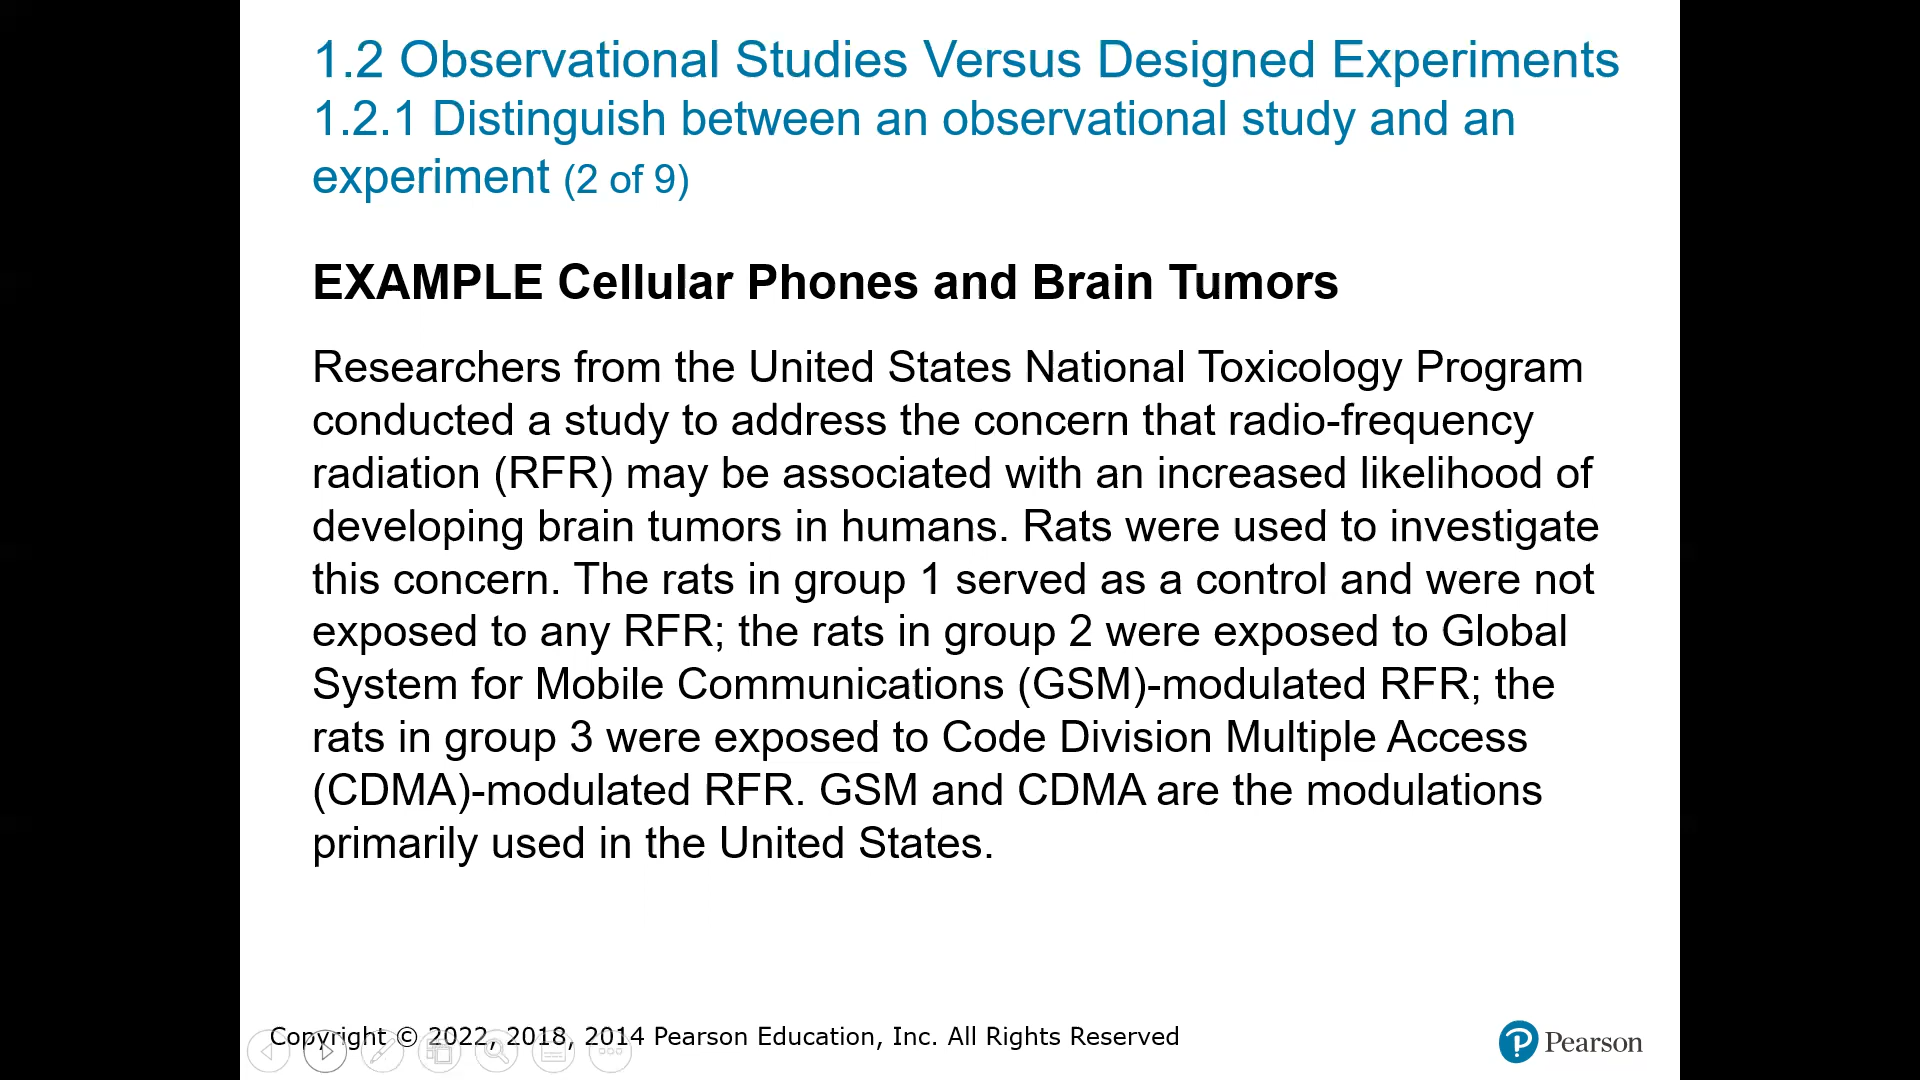 1.2 Observational Studies Versus Designed Experiments
1.2.1 Distinguish between an observational study and an
experiment (2 of 9)
EXAMPLE Cellular Phones and Brain Tumors
Researchers from the United States National Toxicology Program
conducted a study to address the concern that radio-frequency
radiation (RFR) may be associated with an increased likelihood of
developing brain tumors in humans. Rats were used to investigate
this concern. The rats in group 1 served as a control and were not
exposed to any RFR; the rats in group 2 were exposed to Global
System for Mobile Communications (GSM)-modulated RFR; the
rats in group 3 were exposed to Code Division Multiple Access
(CDMA)-modulated RFR. GSM and CDMA are the modulations
primarily used in the United States.
Copyright © 2022, 2018, 2014 Pearson Education, Inc. All Rights Reserved
P Pearson